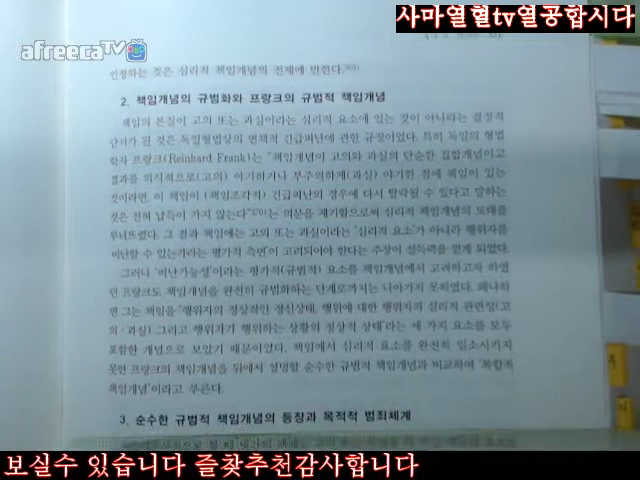 사마열혈tv열공합시다
afreecaTV
인정하는 것은 심리적 책임개념의 전제에 반한다.
2. 책임개념의 규범화와 프랑크의 규범적 책임개념
책임의 본질이 고의 또는 과실이라는 심리적 요소에 있는 것이 아니라는 결정적
단서가 된 것은 독일형법상의 면책적 긴급피난에 관한 규정이었다. 특히 독일의 형법
학자 프랑크(Reinhard Frank)는 "책임개념이 고의와 과실의 단순한 집합개념이고
결과를 의식적으로(고의) 야기하거나 부주의하게(과실) 야기한 점에 책임이 있는
것이라면, 이 책임이 (책임조각적) 긴급피난의 경우에 다시 탈락될 수 있다고 말하는
것은 전혀 납득이 가지 않는다"는 의문을 제기함으로써 심리적 책임개념의 토대를
무너뜨렸다. 그 결과 책임에는 고의 또는 과실이라는 '심리적 요소'가 아니라 행위자를
비난할 수 있는가라는 평가적 측면'이 고려되어야 한다는 주장이 설득력을 얻게 되었다.
그러나 '비난가능성'이라는 평가적(규범적) 요소를 책임개념에서 고려하고자 하였
던 프랑크도 책임개념을 완전히 규범화하는 단계로까지는 나아가지 못하였다. 왜냐하
면 그는 책임을 "행위자의 정상적인 정신상태, 행위에 대한 행위자의 심리적 관련성(고
의·과실) 그리고 행위자가 행위하는 상황의 정상적 상태"라는 세 가지 요소를 모두
포함한 개념으로 보았기 때문이었다. 책임에서 심리적 요소를 완전히 일소시키지
못한 프랑크의 책임개념을 뒤에서 설명할 순수한 규범적 책임개념과 비교하여 '복합적
책임개념'이라고 부른다.
3. 순수한 규범적 책임개념의 등장과 목적적 범죄체계
보실수 있습니다 즐찾추천감사합니다